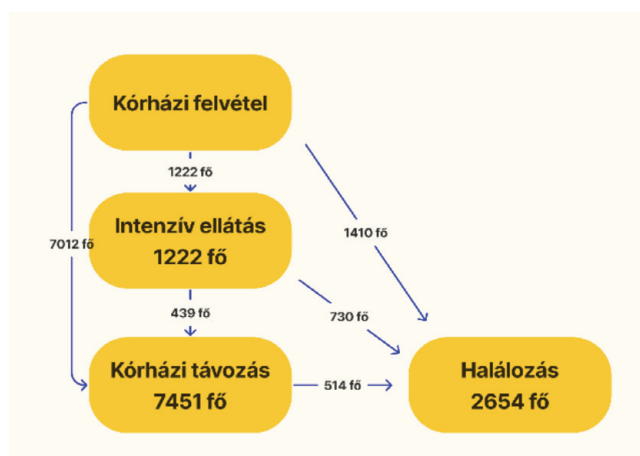 Kórházi felvétel
1222 fő
1410 fő
7012 fő
Intenzív ellátás
1222 fő
439 fő
730 fő
Kórházi távozás
7451 fő
514 fő
Halálozás
2654 fő